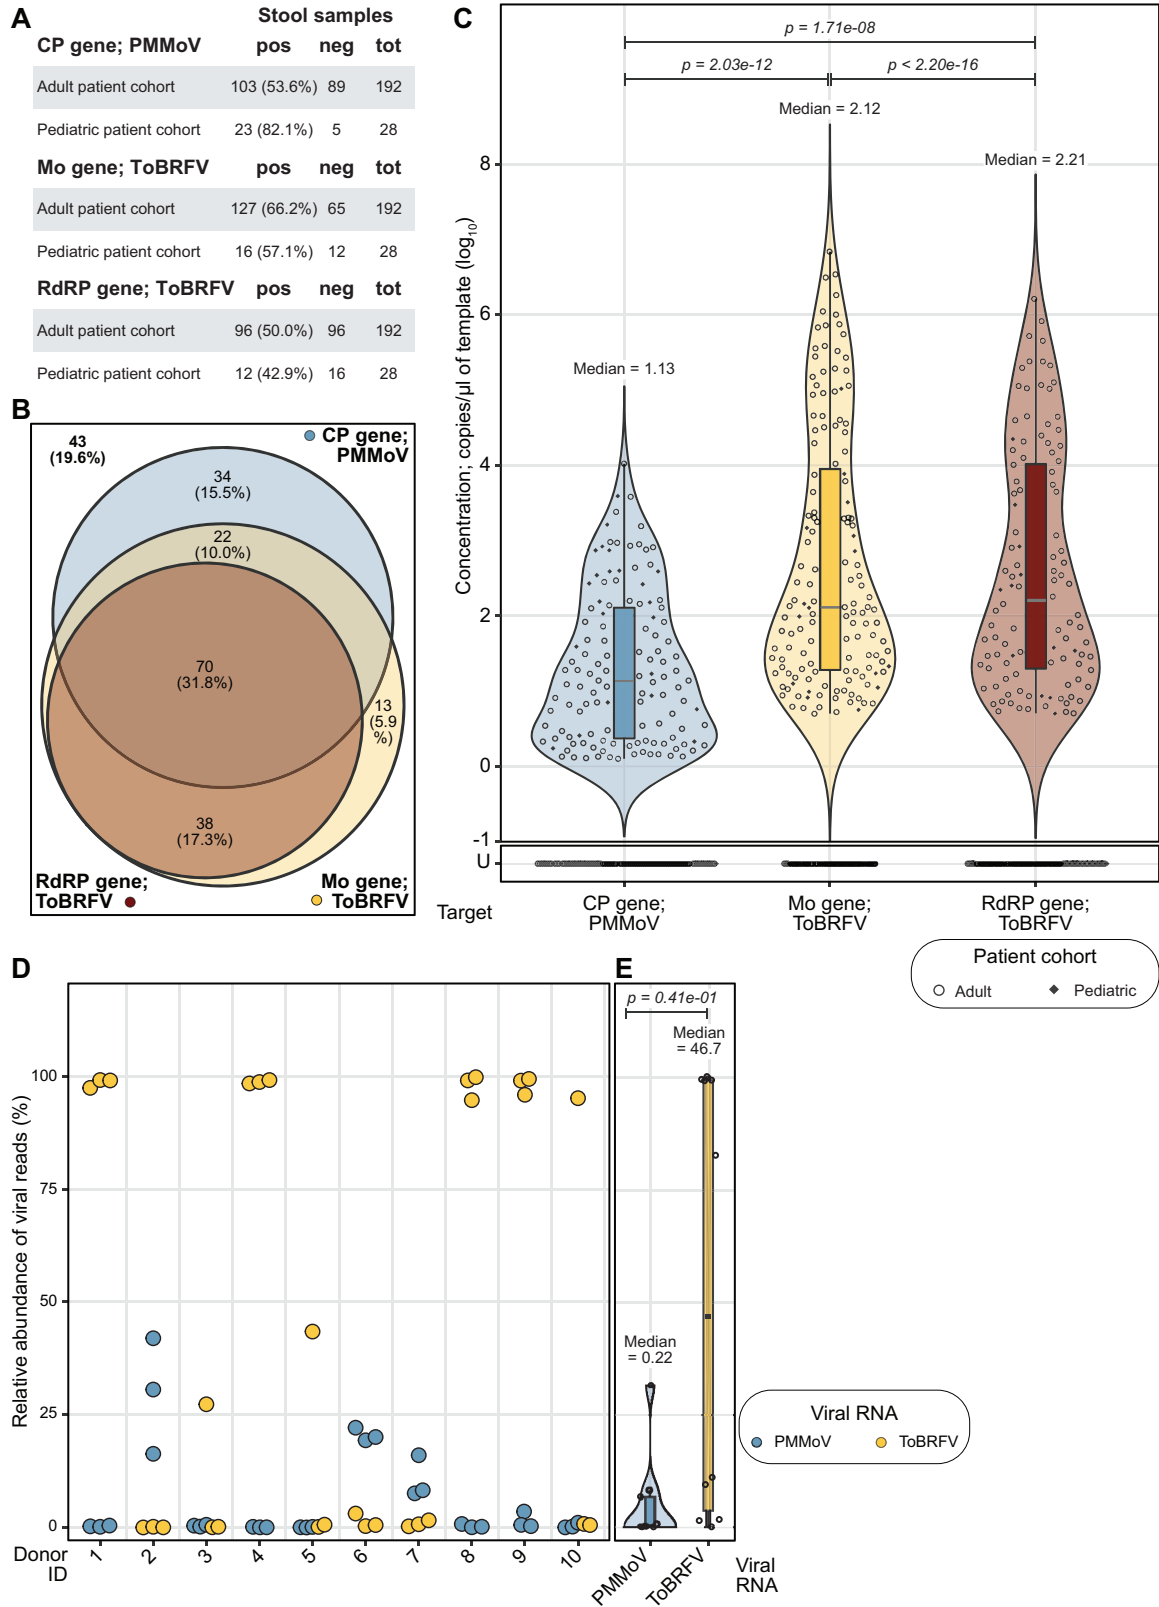 A
Stool samples
CP gene; PMMoV pos neg tot
Adult patient cohort 103 (53.6%) 89 192
Pediatric patient cohort 23 (82.1%) 5 28
Mo gene; ToBRFV pos neg tot
Adult patient cohort 127 (66.2%) 65 192
Pediatric patient cohort 16 (57.1%) 12 28
RdRP gene; ToBRFV pos neg tot
Adult patient cohort 96 (50.0%) 96 192
Pediatric patient cohort 12 (42.9%) 16 28
B
43
(19.6%)
CP gene;
PMMoV
34
(15.5%)
22
(10.0%)
70
(31.8%)
13
(5.9
%)
38
(17.3%)
RdRP gene;
ToBRFV
Mo gene;
ToBRFV
C
p = 1.71e-08
p = 2.03e-12
p < 2.20e-16
Median = 2.12
Median = 2.21
Median = 1.13
Concentration; copies/µl of template (log10)
8
6
4
2
0
-1
U
Target
CP gene;
PMMoV
Mo gene;
ToBRFV
RdRP gene;
ToBRFV
Patient cohort
Adult
Pediatric
D
Relative abundance of viral reads (%)
100
75
50
25
0
Donor
ID
1 2 3 4 5 6 7 8 9 10
E
p = 0.41e-01
Median
= 46.7
Median
= 0.22
PMMoV
ToBRFV
Viral
RNA
Viral RNA
PMMoV
ToBRFV